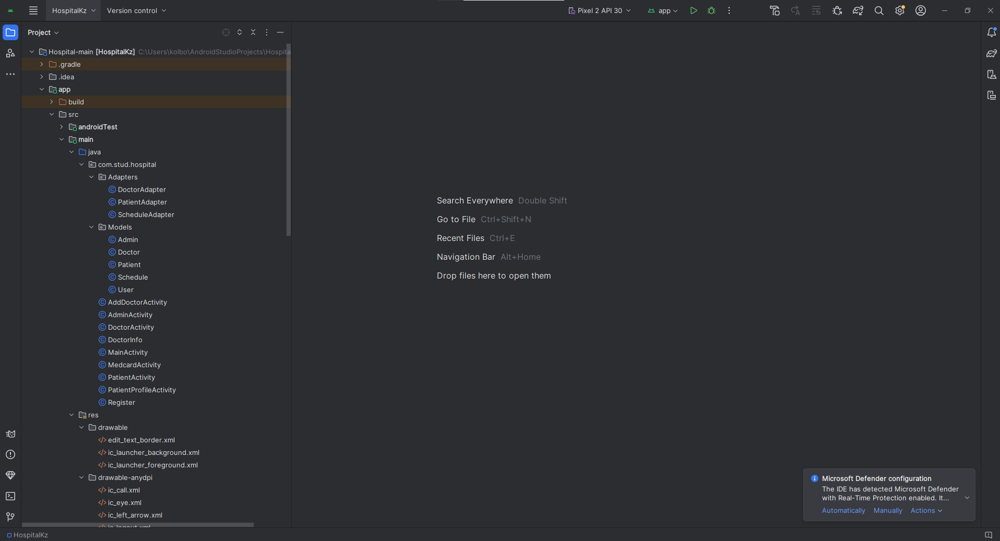 HospitalKz
Version control
Pixel 2 API 30
app
Project
Hospital-main [HospitalKz] C:\Users\kolbo\AndroidStudioProjects\Hospita
.gradle
.idea
app
build
src
androidTest
main
java
com.stud.hospital
Adapters
DoctorAdapter
PatientAdapter
ScheduleAdapter
Models
Admin
Doctor
Patient
Schedule
User
AddDoctorActivity
AdminActivity
DoctorActivity
DoctorInfo
MainActivity
MedcardActivity
PatientActivity
PatientProfileActivity
Register
res
drawable
edit_text_border.xml
ic_launcher_background.xml
ic_launcher_foreground.xml
drawable-anydpi
ic_call.xml
ic_eye.xml
ic_left_arrow.xml
ic_logout.xml
Search Everywhere Double Shift
Go to File Ctrl+Shift+N
Recent Files Ctrl+E
Navigation Bar Alt+Home
Drop files here to open them
Microsoft Defender configuration
The IDE has detected Microsoft Defender
with Real-Time Protection enabled. It...
Automatically Manually Actions
HospitalKz